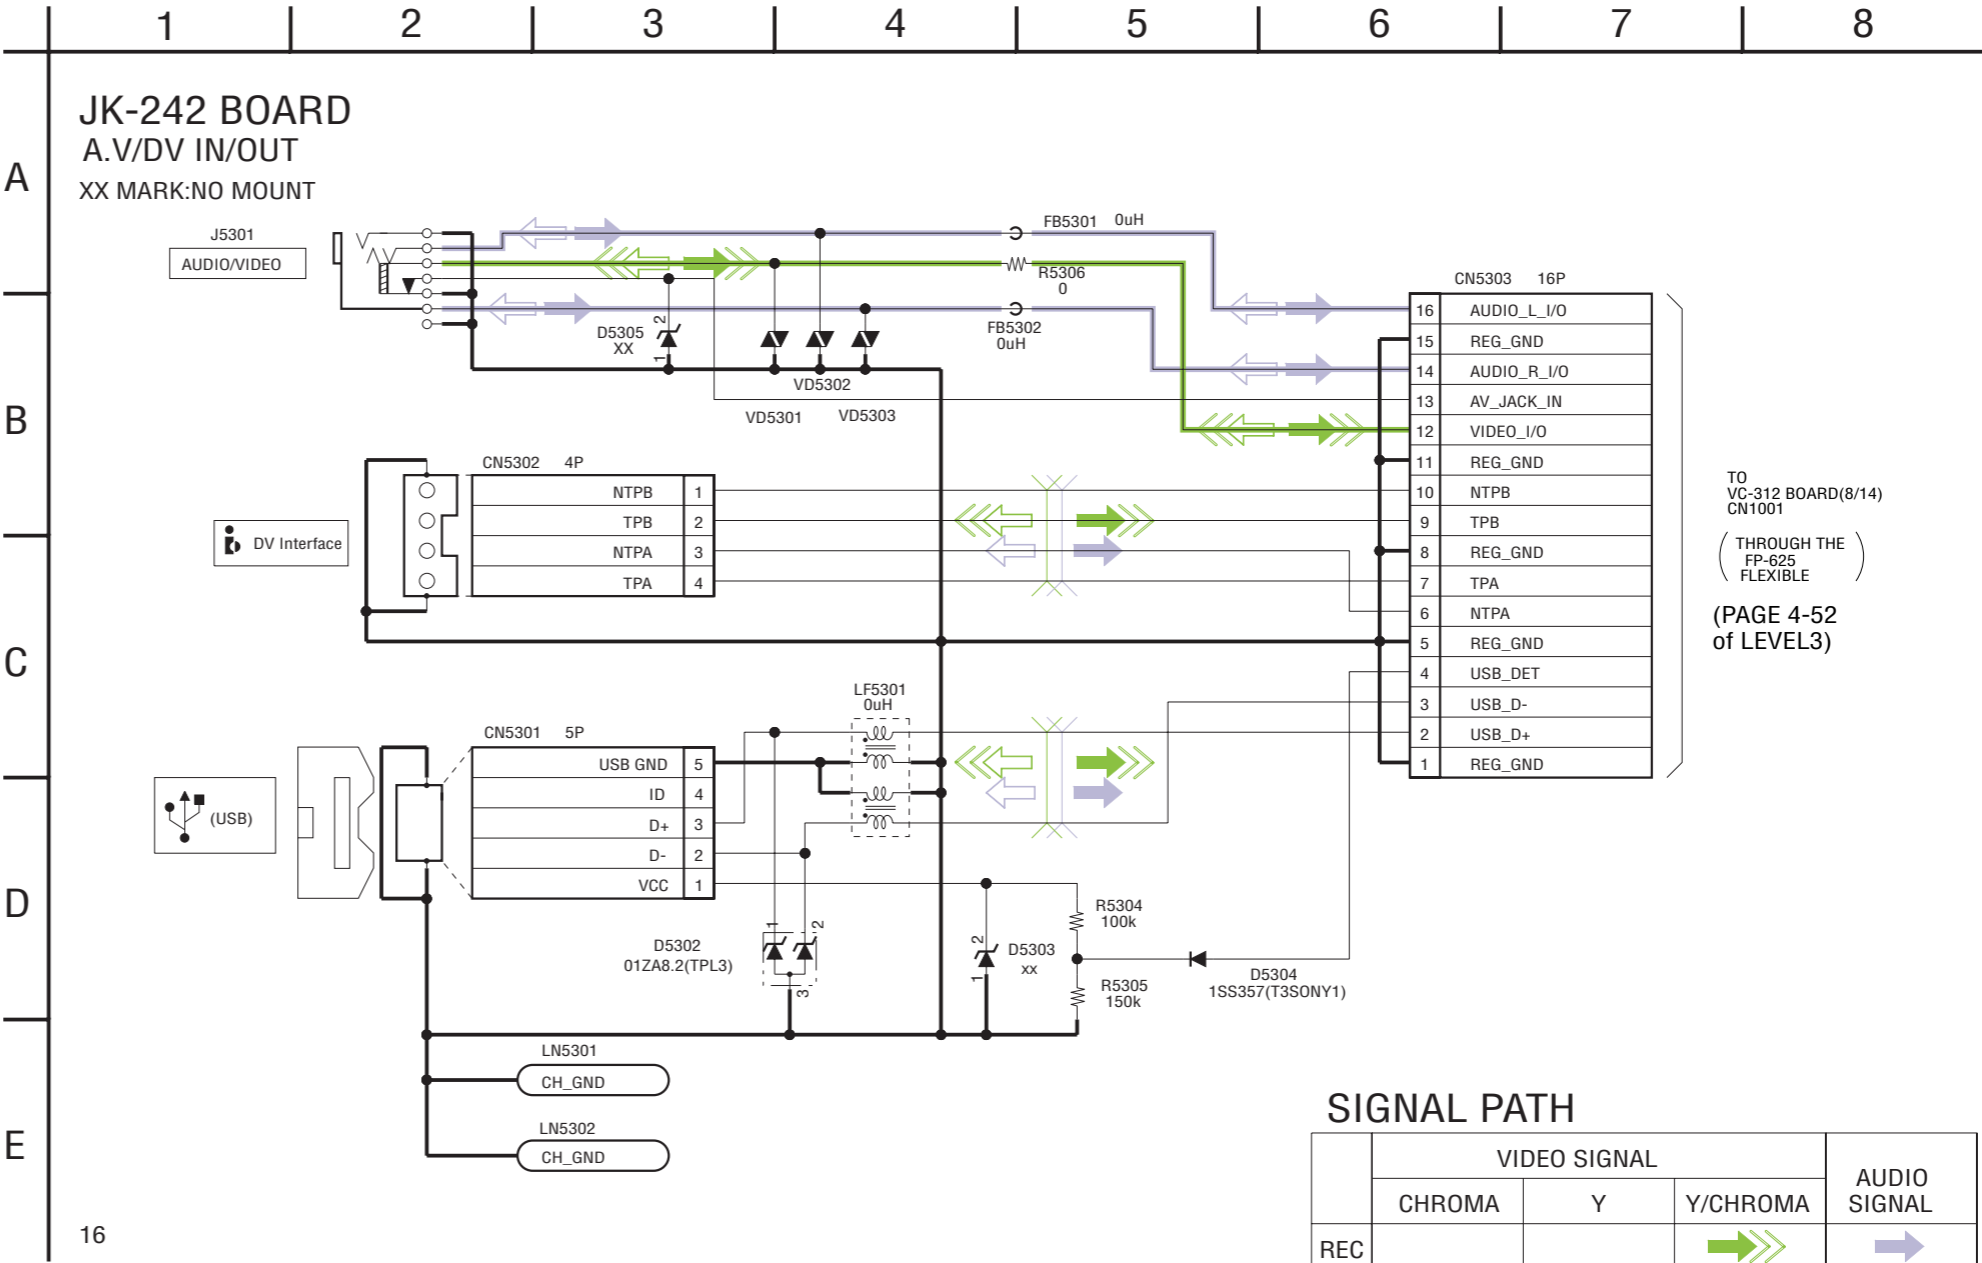 1 2 3 4 5 6 7 8
A
B
C
D
E
JK-242 BOARD
A.V/DV IN/OUT
XX MARK:NO MOUNT
J5301
AUDIO/VIDEO
FB5301 0uH
R5306
0
FB5302
0uH
D5305
XX
2
1
VD5302
VD5301
VD5303
CN5303 16P
16 AUDIO_L_I/O
15 REG_GND
14 AUDIO_R_I/O
13 AV_JACK_IN
12 VIDEO_I/O
11 REG_GND
10 NTPB
9 TPB
8 REG_GND
7 TPA
6 NTPA
5 REG_GND
4 USB_DET
3 USB_D-
2 USB_D+
1 REG_GND
TO
VC-312 BOARD(8/14)
CN1001
(THROUGH THE
FP-625
FLEXIBLE)
(PAGE 4-52
of LEVEL3)
CN5302 4P
NTPB 1
TPB 2
NTPA 3
TPA 4
DV Interface
LF5301
0uH
CN5301 5P
USB GND 5
ID 4
D+ 3
D- 2
VCC 1
(USB)
D5302
01ZA8.2(TPL3)
1
2
3
2
1
D5303
xx
R5304
100k
R5305
150k
D5304
1SS357(T3SONY1)
LN5301
CH_GND
LN5302
CH_GND
SIGNAL PATH
VIDEO SIGNAL
AUDIO
SIGNAL
CHROMA Y Y/CHROMA
REC
16